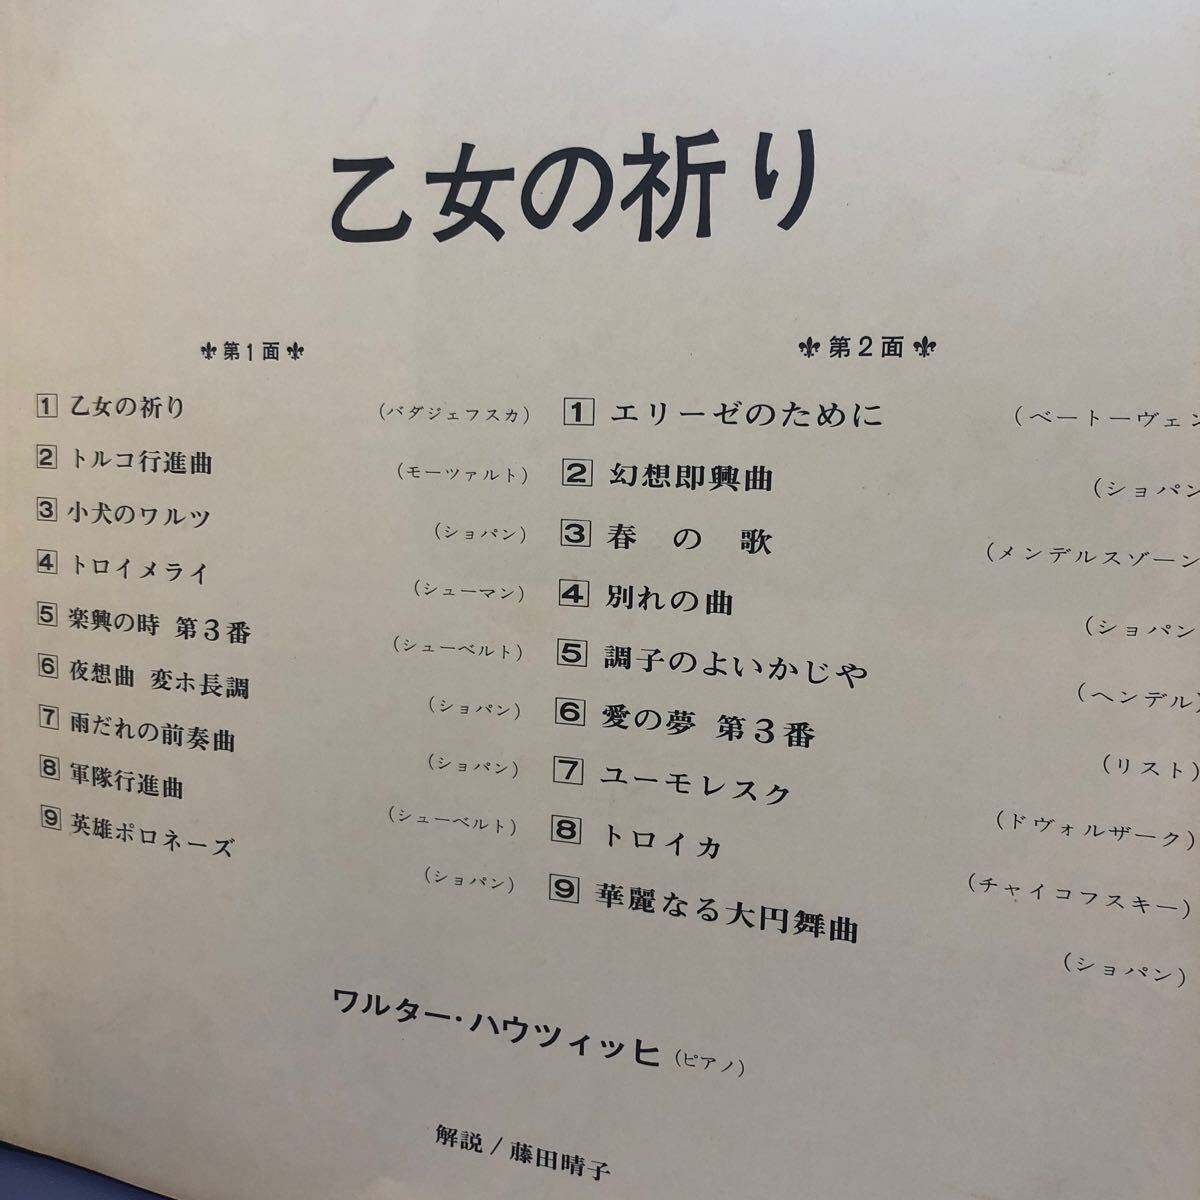 乙女の祈り
⚜第1面⚜
1 乙女の祈り (バダジェフスカ)
2 トルコ行進曲 (モーツァルト)
3 小犬のワルツ (ショパン)
4 トロイメライ (シューマン)
5 楽興の時 第3番 (シューベルト)
6 夜想曲 変ホ長調 (ショパン)
7 雨だれの前奏曲 (ショパン)
8 軍隊行進曲 (シューベルト)
9 英雄ポロネーズ (ショパン)
⚜第2面⚜
1 エリーゼのために (ベートーヴェン
2 幻想即興曲 (ショパン
3 春の歌 (メンデルスゾーン
4 別れの曲 (ショパン
5 調子のよいかじや (ヘンデル)
6 愛の夢 第3番 (リスト)
7 ユーモレスク (ドヴォルザーク)
8 トロイカ (チャイコフスキー)
9 華麗なる大円舞曲 (ショパン)
ワルター・ハウツィッヒ (ピアノ)
解説/藤田晴子